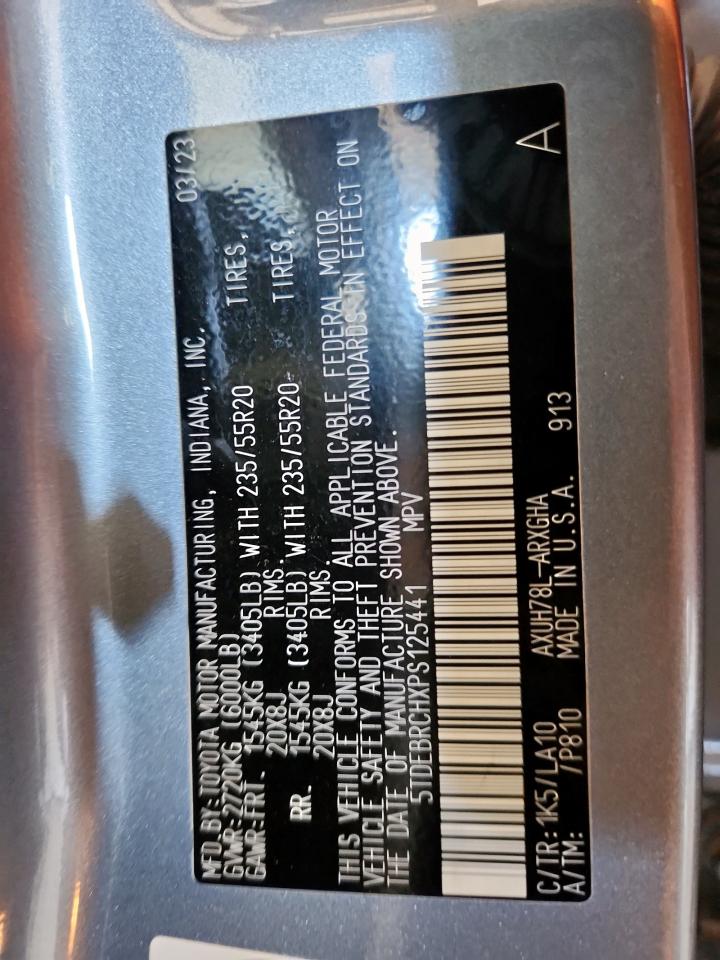 MFD.BY:TOYOTA MOTOR MANUFACTURING, INDIANA, INC. 03/23
GVWR:2720KG (6000LB)
GAWR:FRT. 1545KG (3405LB) WITH 235/55R20 TIRES,
20X8J RIMS.
RR. 1545KG (3405LB) WITH 235/55R20 TIRES,
20X8J RIMS.
THIS VEHICLE CONFORMS TO ALL APPLICABLE FEDERAL MOTOR
VEHICLE SAFETY AND THEFT PREVENTION STANDARDS IN EFFECT ON
THE DATE OF MANUFACTURE SHOWN ABOVE.
5TDEBRCHXPS125441 MPV
C/TR:1K5/LA10 AXUH78L-ARXGHA A
A/TM: /P810 MADE IN U.S.A. 913